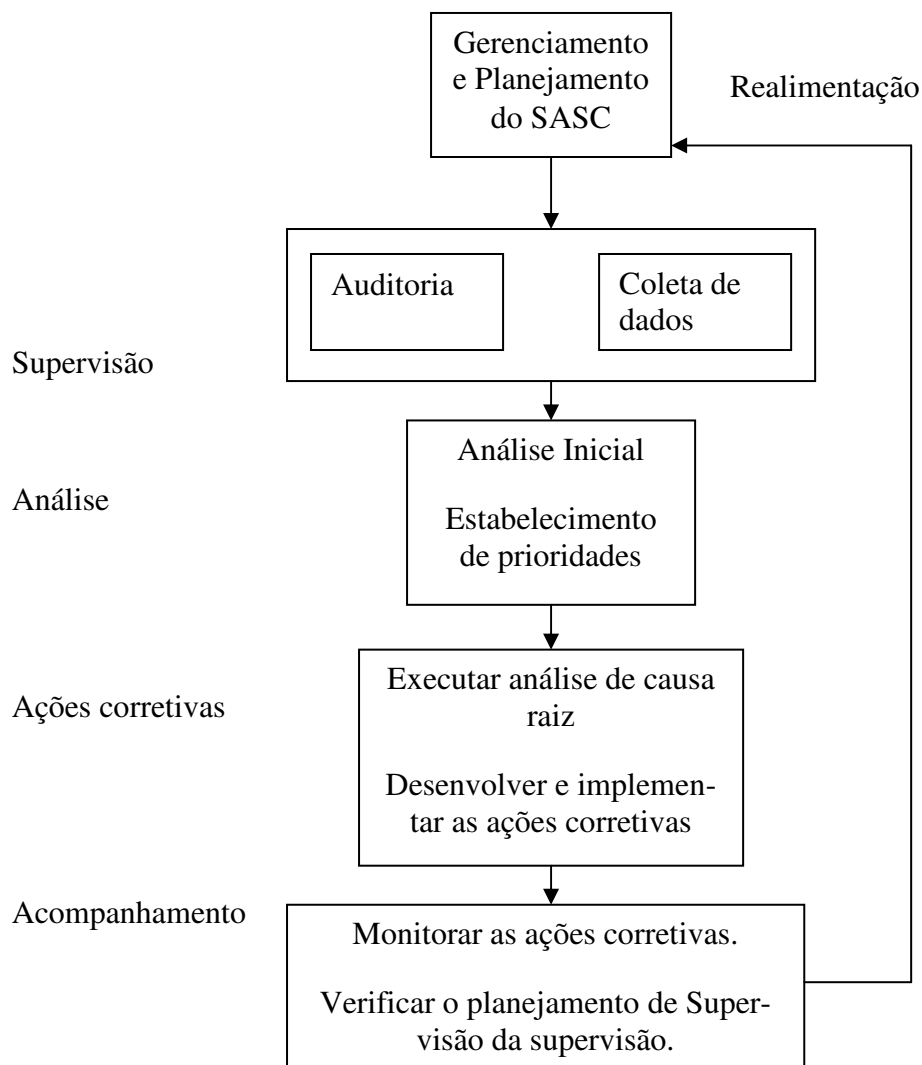 Gerenciamento
e Planejamento
do SASC
Realimentação
Auditoria
Coleta de
dados
Supervisão
Análise Inicial
Análise
Estabelecimento
de prioridades
Ações corretivas
Executar análise de causa
raiz
Desenvolver e implemen-
tar as ações corretivas
Acompanhamento
Monitorar as ações corretivas.
Verificar o planejamento de Super-
visão da supervisão.